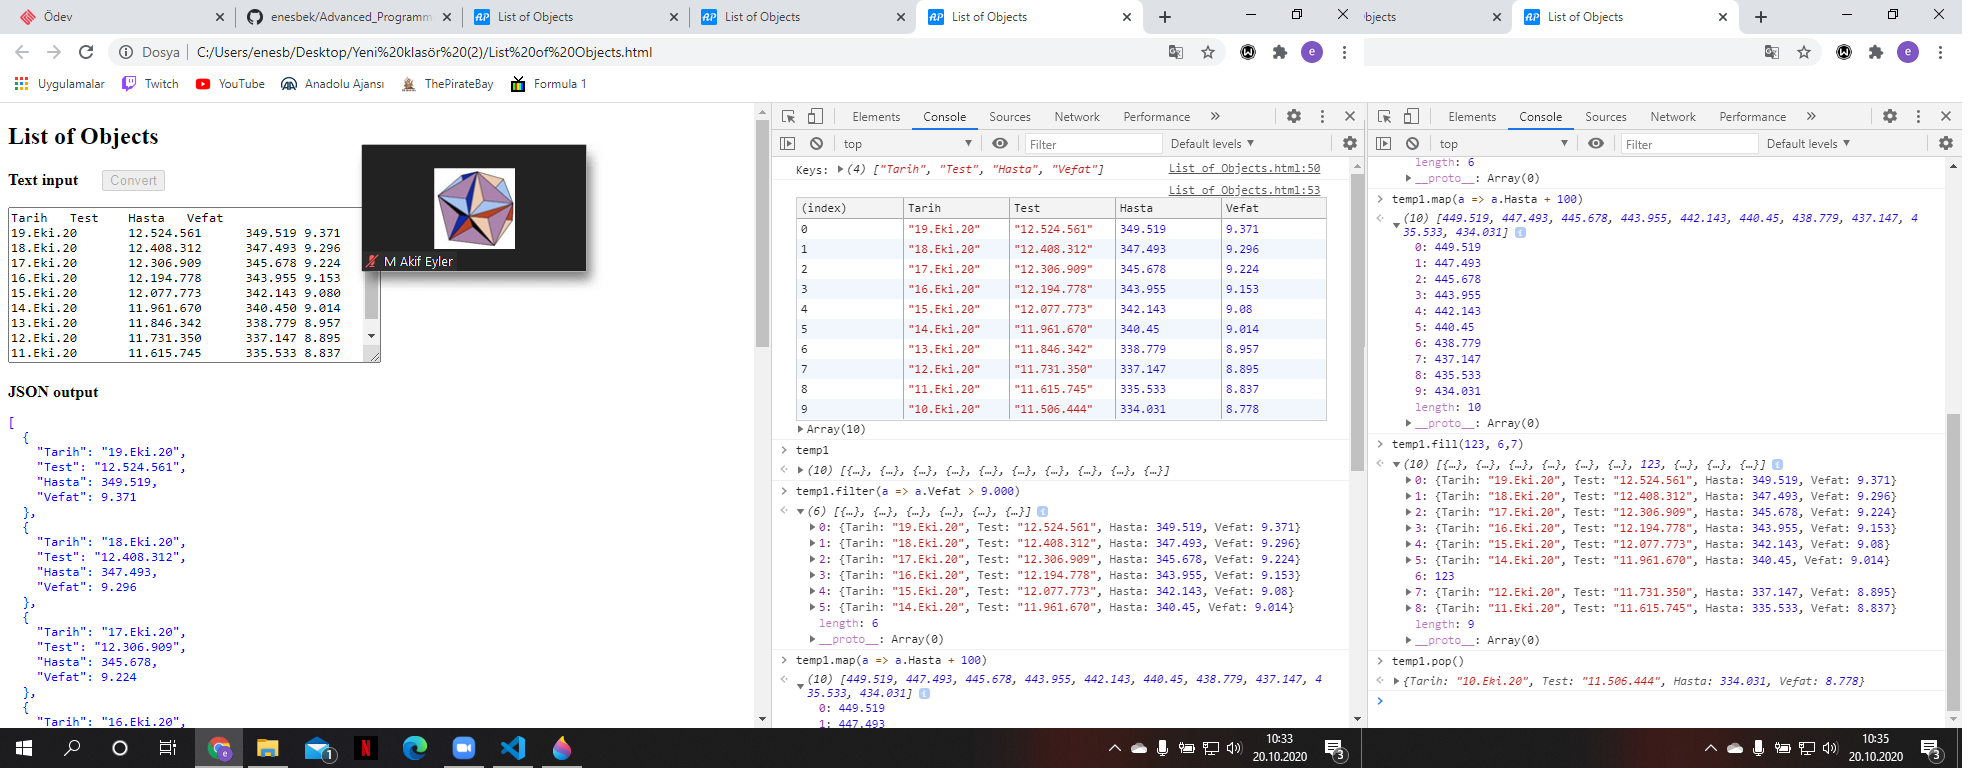 Ödev
enesbek/Advanced_Programm
List of Objects
List of Objects
List of Objects
bjects
List of Objects
Dosya
C:/Users/enesb/Desktop/Yeni%20klasör%20(2)/List%20of%20Objects.html
e
e
Uygulamalar
Twitch
YouTube
Anadolu Ajansı
ThePirateBay
Formula 1
List of Objects
Text input
Convert
Tarih Test Hasta Vefat
19.Eki.20 12.524.561 349.519 9.371
18.Eki.20 12.408.312 347.493 9.296
17.Eki.20 12.306.909 345.678 9.224
16.Eki.20 12.194.778 343.955 9.153
15.Eki.20 12.077.773 342.143 9.080
14.Eki.20 11.961.670 340.450 9.014
13.Eki.20 11.846.342 338.779 8.957
12.Eki.20 11.731.350 337.147 8.895
11.Eki.20 11.615.745 335.533 8.837
M Akif Eyler
JSON output
[
{
"Tarih": "19.Eki.20",
"Test": "12.524.561",
"Hasta": 349.519,
"Vefat": 9.371
},
{
"Tarih": "18.Eki.20",
"Test": "12.408.312",
"Hasta": 347.493,
"Vefat": 9.296
},
{
"Tarih": "17.Eki.20",
"Test": "12.306.909",
"Hasta": 345.678,
"Vefat": 9.224
},
{
"Tarih": "16.Eki.20",
Elements Console Sources Network Performance »
top Filter Default levels
Keys: (4) ["Tarih", "Test", "Hasta", "Vefat"] List of Objects.html:50
List of Objects.html:53
(index) Tarih Test Hasta Vefat
0 "19.Eki.20" "12.524.561" 349.519 9.371
1 "18.Eki.20" "12.408.312" 347.493 9.296
2 "17.Eki.20" "12.306.909" 345.678 9.224
3 "16.Eki.20" "12.194.778" 343.955 9.153
4 "15.Eki.20" "12.077.773" 342.143 9.08
5 "14.Eki.20" "11.961.670" 340.45 9.014
6 "13.Eki.20" "11.846.342" 338.779 8.957
7 "12.Eki.20" "11.731.350" 337.147 8.895
8 "11.Eki.20" "11.615.745" 335.533 8.837
9 "10.Eki.20" "11.506.444" 334.031 8.778
Array(10)
temp1
(10) [{…}, {…}, {…}, {…}, {…}, {…}, {…}, {…}, {…}, {…}]
temp1.filter(a => a.Vefat > 9.000)
(6) [{…}, {…}, {…}, {…}, {…}, {…}]
0: {Tarih: "19.Eki.20", Test: "12.524.561", Hasta: 349.519, Vefat: 9.371}
1: {Tarih: "18.Eki.20", Test: "12.408.312", Hasta: 347.493, Vefat: 9.296}
2: {Tarih: "17.Eki.20", Test: "12.306.909", Hasta: 345.678, Vefat: 9.224}
3: {Tarih: "16.Eki.20", Test: "12.194.778", Hasta: 343.955, Vefat: 9.153}
4: {Tarih: "15.Eki.20", Test: "12.077.773", Hasta: 342.143, Vefat: 9.08}
5: {Tarih: "14.Eki.20", Test: "11.961.670", Hasta: 340.45, Vefat: 9.014}
length: 6
__proto__: Array(0)
temp1.map(a => a.Hasta + 100)
(10) [449.519, 447.493, 445.678, 443.955, 442.143, 440.45, 438.779, 437.147, 4
35.533, 434.031]
0: 449.519
1: 447.493
Elements Console Sources Network Performance »
top Filter Default levels
length: 6
__proto__: Array(0)
temp1.map(a => a.Hasta + 100)
(10) [449.519, 447.493, 445.678, 443.955, 442.143, 440.45, 438.779, 437.147, 4
35.533, 434.031]
0: 449.519
1: 447.493
2: 445.678
3: 443.955
4: 442.143
5: 440.45
6: 438.779
7: 437.147
8: 435.533
9: 434.031
length: 10
__proto__: Array(0)
temp1.fill(123, 6,7)
(10) [{…}, {…}, {…}, {…}, {…}, {…}, 123, {…}, {…}, {…}]
0: {Tarih: "19.Eki.20", Test: "12.524.561", Hasta: 349.519, Vefat: 9.371}
1: {Tarih: "18.Eki.20", Test: "12.408.312", Hasta: 347.493, Vefat: 9.296}
2: {Tarih: "17.Eki.20", Test: "12.306.909", Hasta: 345.678, Vefat: 9.224}
3: {Tarih: "16.Eki.20", Test: "12.194.778", Hasta: 343.955, Vefat: 9.153}
4: {Tarih: "15.Eki.20", Test: "12.077.773", Hasta: 342.143, Vefat: 9.08}
5: {Tarih: "14.Eki.20", Test: "11.961.670", Hasta: 340.45, Vefat: 9.014}
6: 123
7: {Tarih: "12.Eki.20", Test: "11.731.350", Hasta: 337.147, Vefat: 8.895}
8: {Tarih: "11.Eki.20", Test: "11.615.745", Hasta: 335.533, Vefat: 8.837}
length: 9
__proto__: Array(0)
temp1.pop()
{Tarih: "10.Eki.20", Test: "11.506.444", Hasta: 334.031, Vefat: 8.778}
1
10:33
20.10.2020
3
10:35
20.10.2020
3